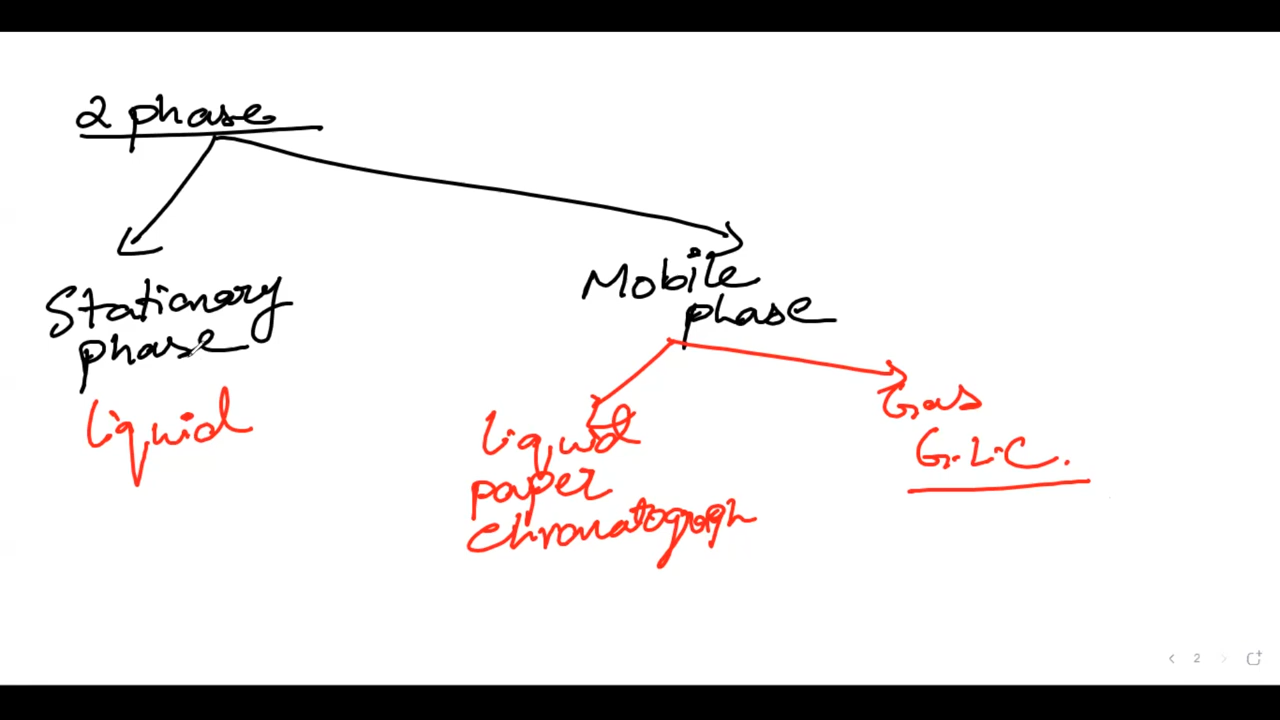 2 phase
Stationary
phase
Liquid
Mobile
phase
Liquid
paper
chromatograph
Gas
G.L.C.
2